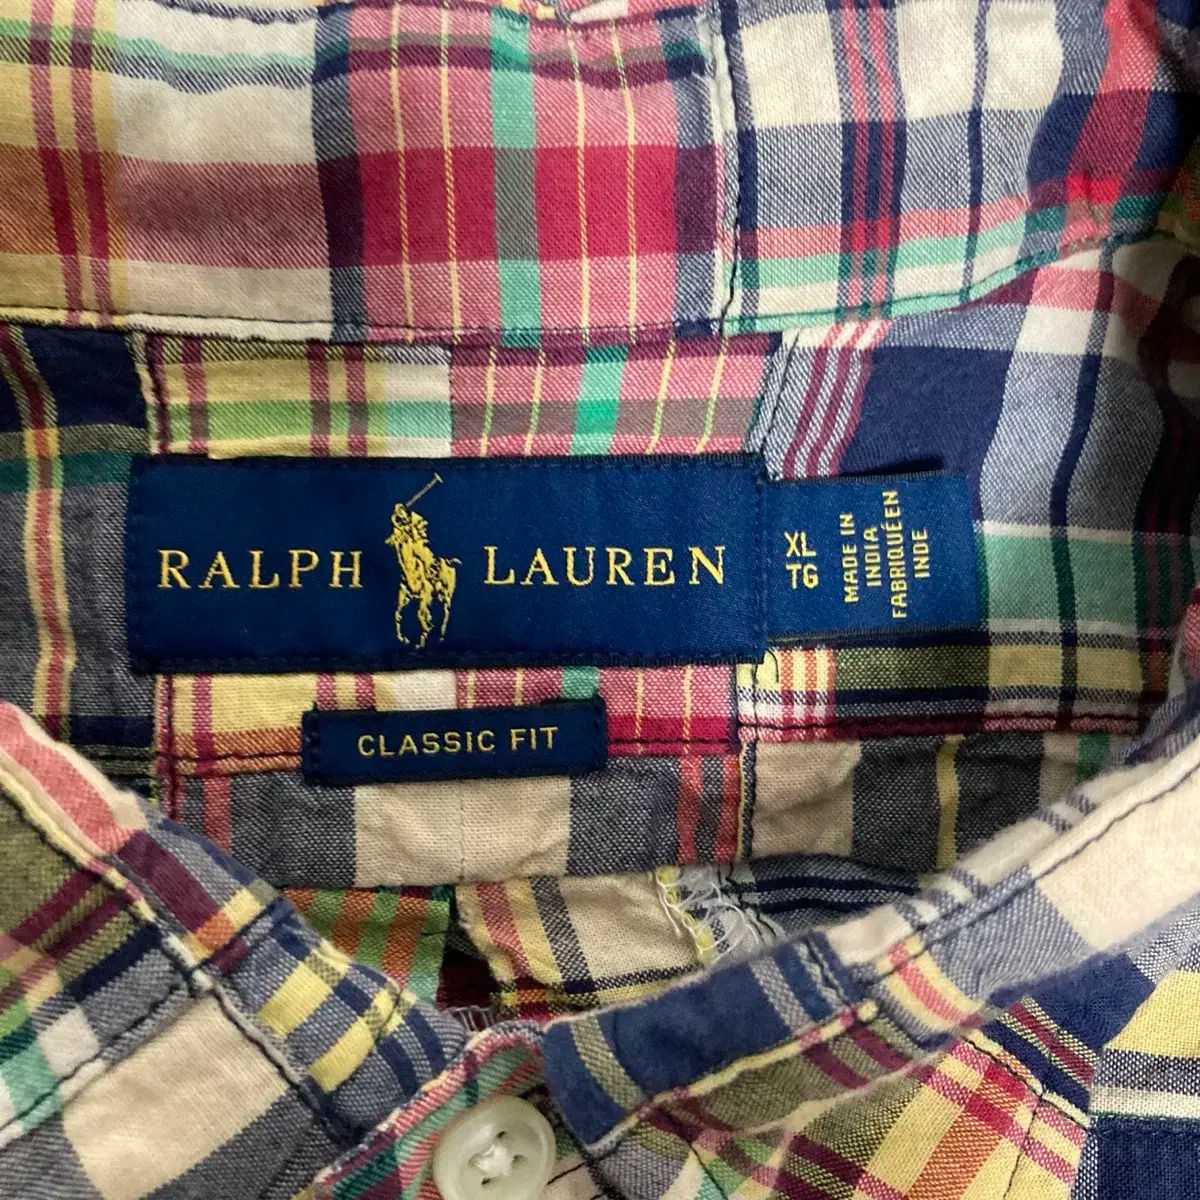 RALPH LAUREN
XL
TG
MADE IN
INDIA
FABRIQUÉ EN
INDE
CLASSIC FIT